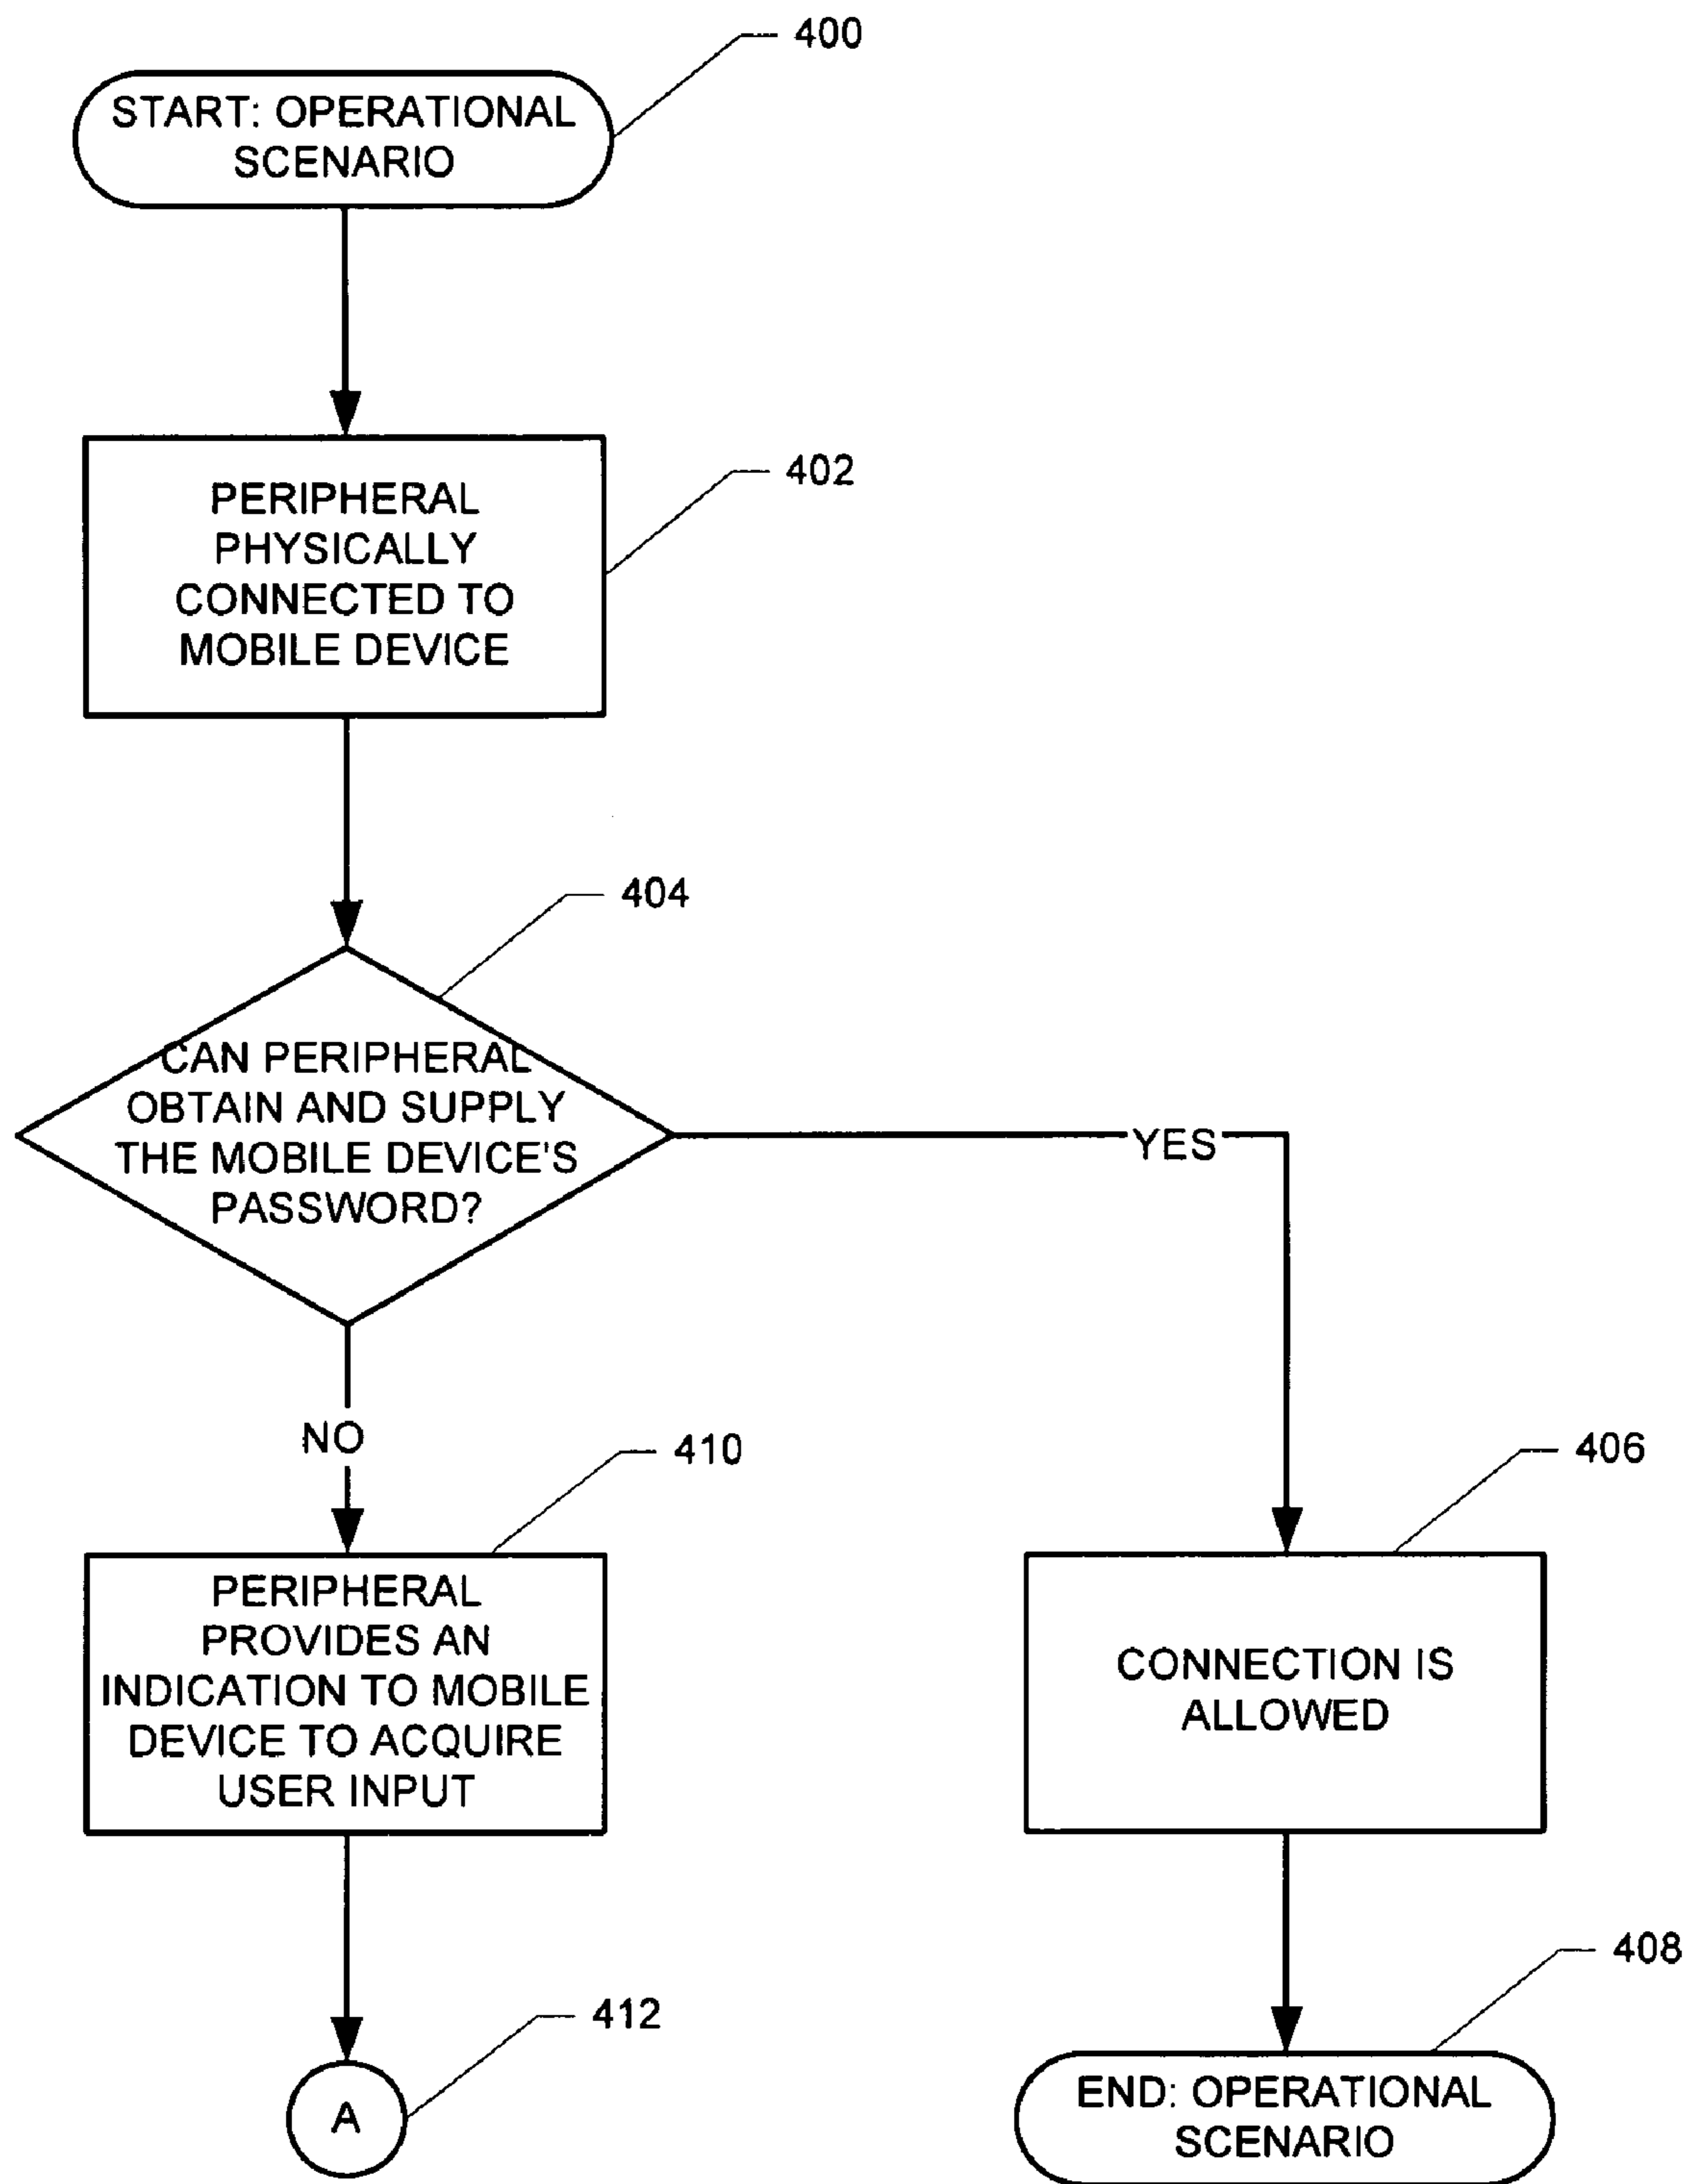 400
START: OPERATIONAL
SCENARIO
402
PERIPHERAL
PHYSICALLY
CONNECTED TO
MOBILE DEVICE
404
CAN PERIPHERAL
OBTAIN AND SUPPLY
THE MOBILE DEVICE'S
PASSWORD?
YES
NO
410
PERIPHERAL
PROVIDES AN
INDICATION TO MOBILE
DEVICE TO ACQUIRE
USER INPUT
406
CONNECTION IS
ALLOWED
412
A
408
END: OPERATIONAL
SCENARIO